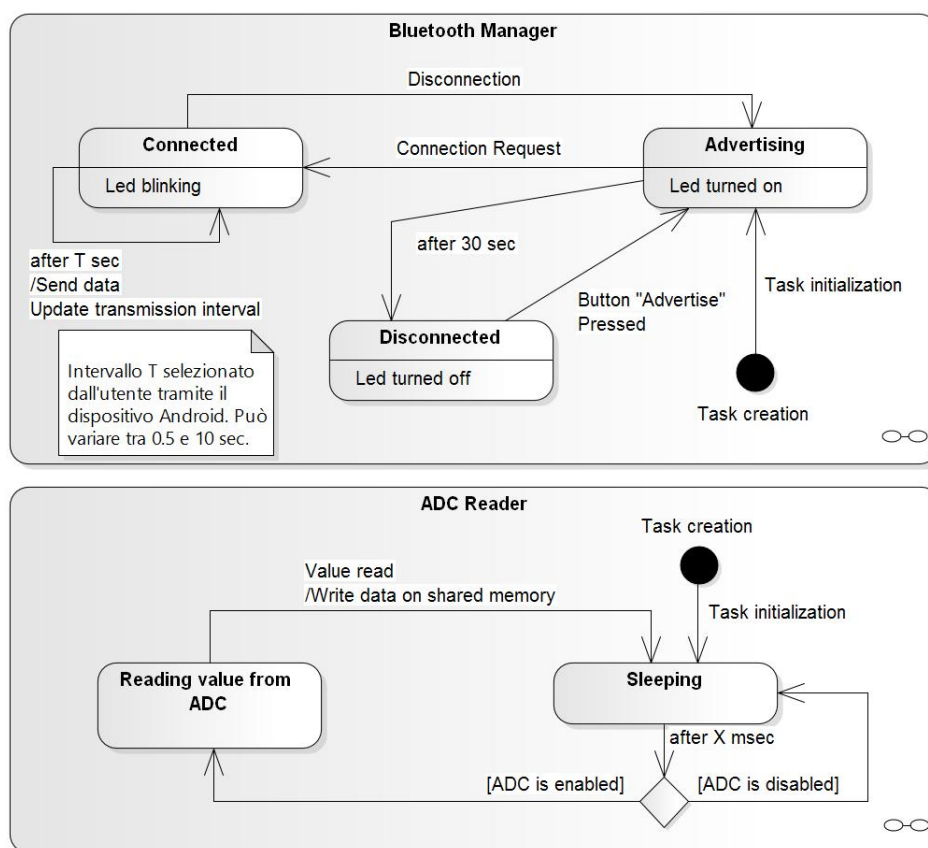 Bluetooth Manager
Disconnection
Connected
Led blinking
Connection Request
Advertising
Led turned on
after T sec
/Send data
Update transmission interval
after 30 sec
Button "Advertise"
Pressed
Task initialization
Disconnected
Led turned off
Task creation
Intervallo T selezionato
dall'utente tramite il
dispositivo Android. Può
variare tra 0.5 e 10 sec.
ADC Reader
Task creation
Value read
/Write data on shared memory
Task initialization
Reading value from
ADC
Sleeping
after X msec
[ADC is enabled]
[ADC is disabled]